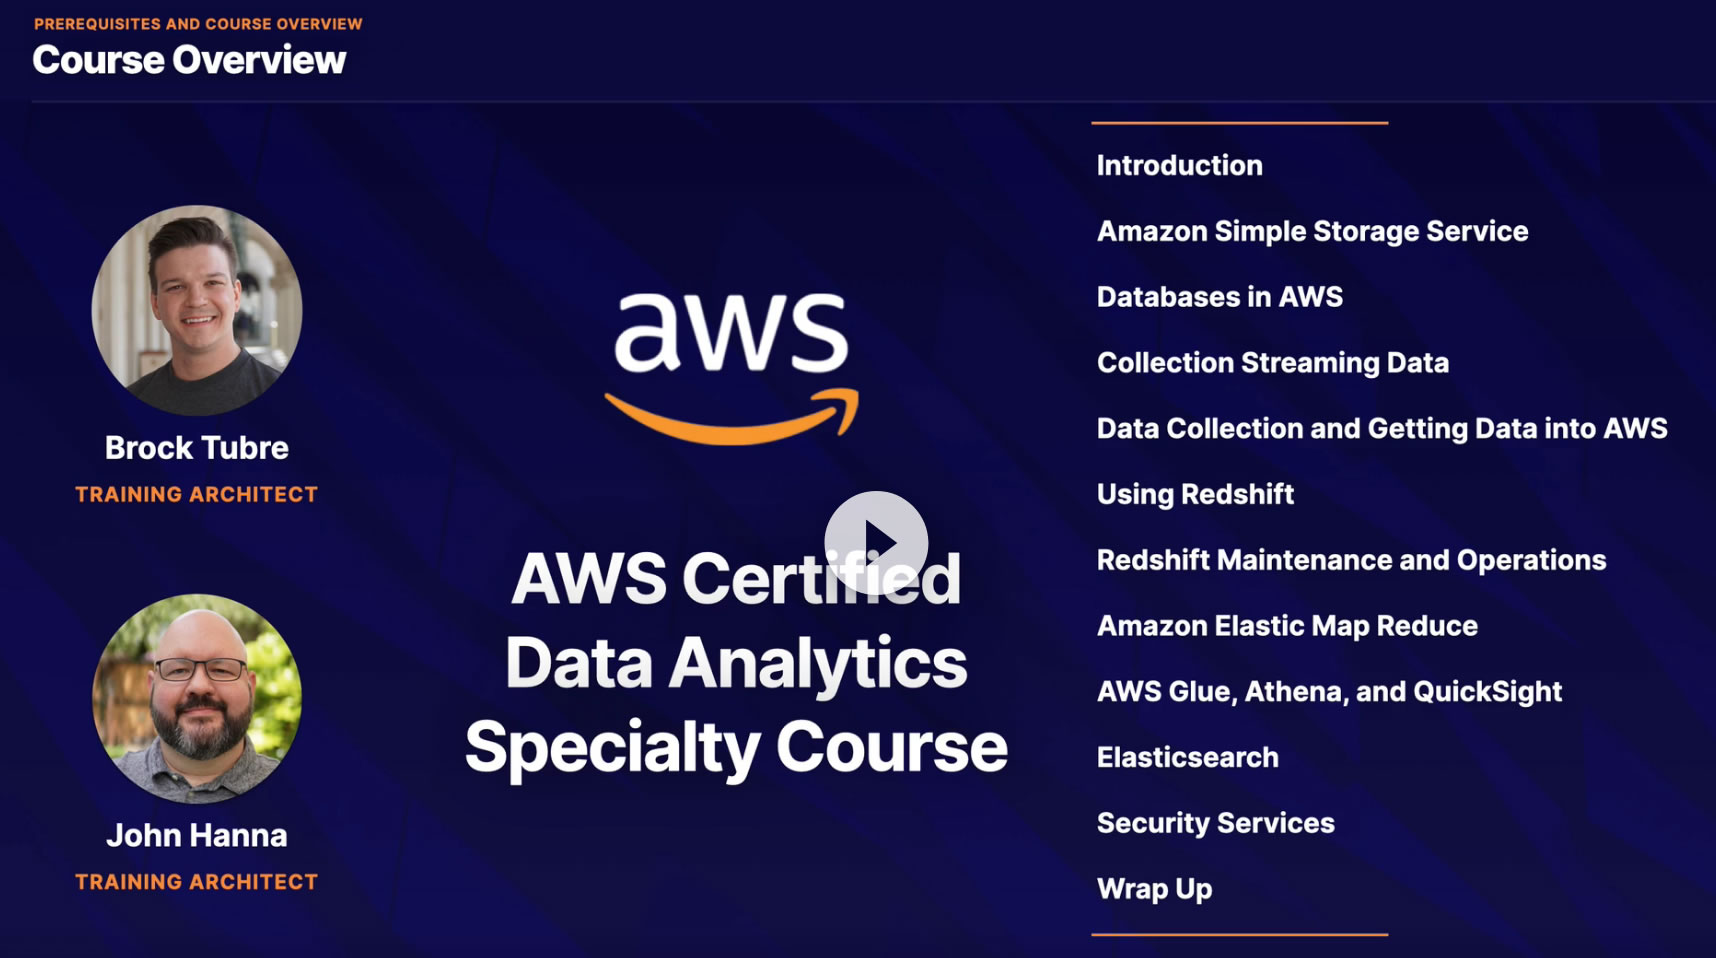 PREREQUISITES AND COURSE OVERVIEW
Course Overview
Brock Tubre
TRAINING ARCHITECT
John Hanna
TRAINING ARCHITECT
aws
AWS Certified
Data Analytics
Specialty Course
Introduction
Amazon Simple Storage Service
Databases in AWS
Collection Streaming Data
Data Collection and Getting Data into AWS
Using Redshift
Redshift Maintenance and Operations
Amazon Elastic Map Reduce
AWS Glue, Athena, and QuickSight
Elasticsearch
Security Services
Wrap Up